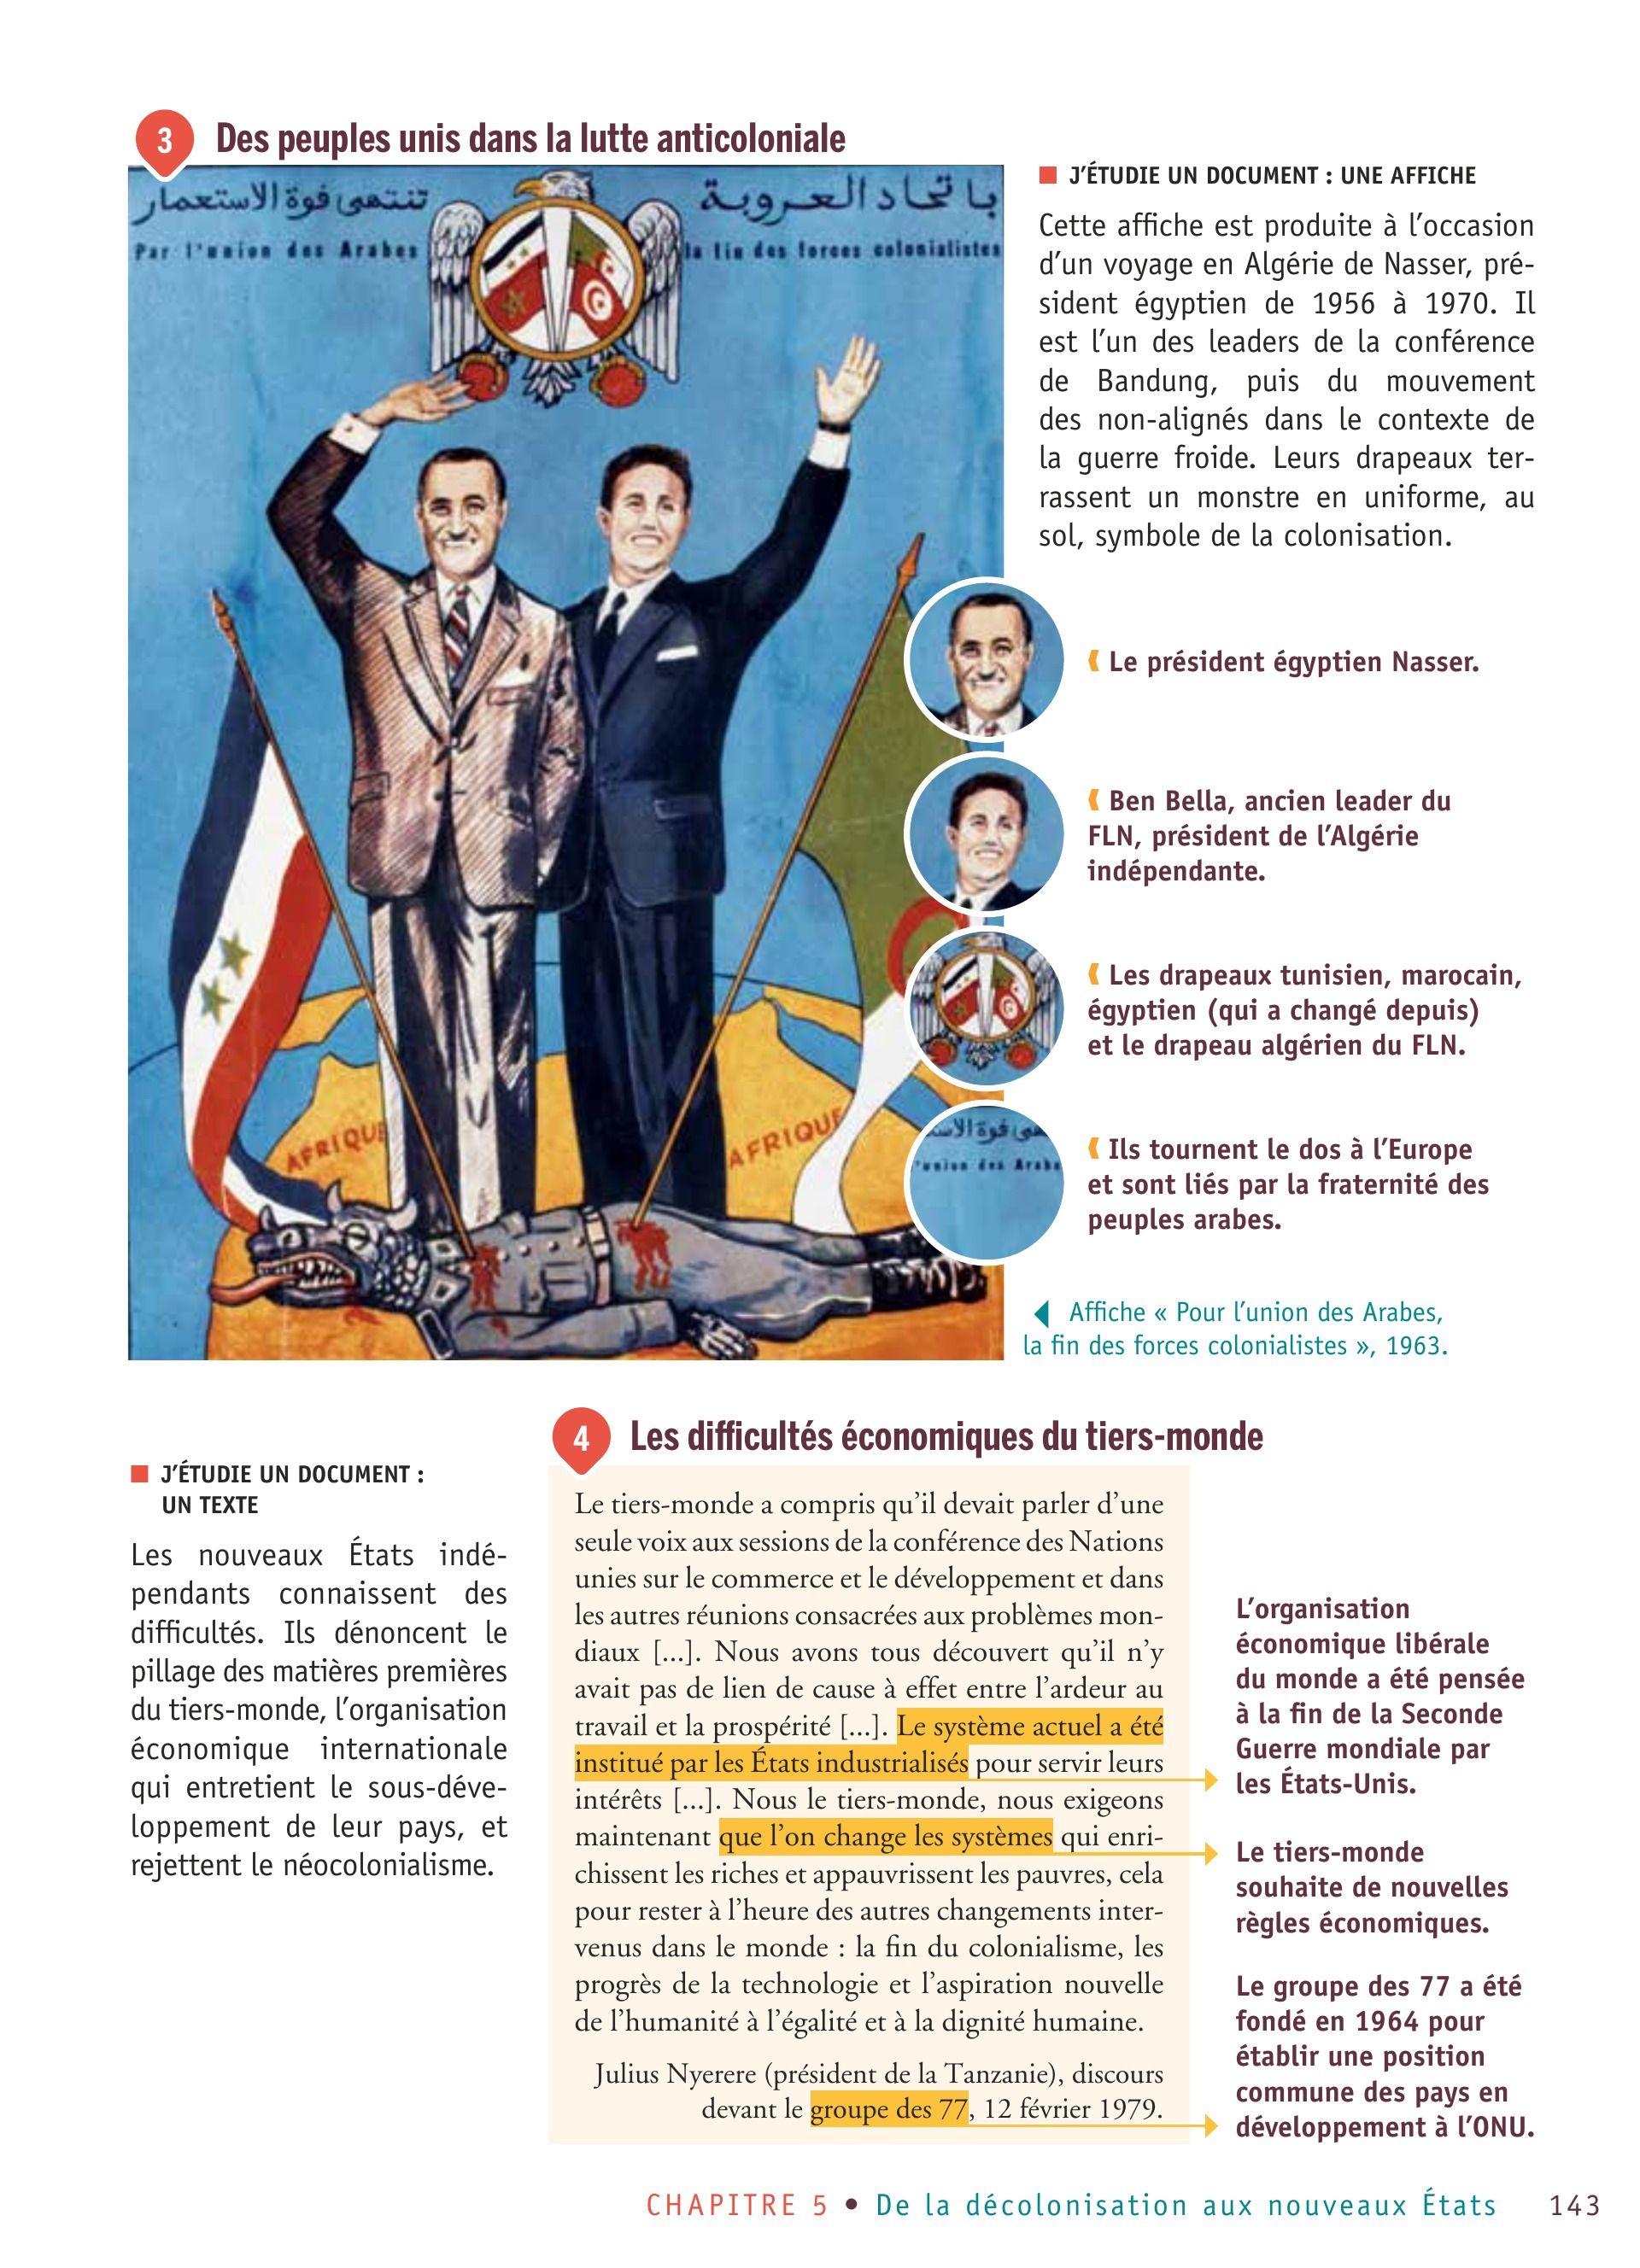 3
Des peuples unis dans la lutte anticoloniale
باتحاد العروبة
تنتهي قوة الاستعمار
Par l'union des Arabes
la fin des forces colonialistes
AFRIQUE
AFRIQUE
J'ÉTUDIE UN DOCUMENT : UNE AFFICHE
Cette affiche est produite à l'occasion
d'un voyage en Algérie de Nasser, pré-
sident égyptien de 1956 à 1970. Il
est l'un des leaders de la conférence
de Bandung, puis du mouvement
des non-alignés dans le contexte de
la guerre froide. Leurs drapeaux ter-
rassent un monstre en uniforme, au
sol, symbole de la colonisation.
Le président égyptien Nasser.
Ben Bella, ancien leader du
FLN, président de l'Algérie
indépendante.
Les drapeaux tunisien, marocain,
égyptien (qui a changé depuis)
et le drapeau algérien du FLN.
Ils tournent le dos à l'Europe
et sont liés par la fraternité des
peuples arabes.
Affiche « Pour l'union des Arabes,
la fin des forces colonialistes », 1963.
4
Les difficultés économiques du tiers-monde
J'ÉTUDIE UN DOCUMENT :
UN TEXTE
Les nouveaux États indé-
pendants connaissent des
difficultés. Ils dénoncent le
pillage des matières premières
du tiers-monde, l'organisation
économique internationale
qui entretient le sous-déve-
loppement de leur pays, et
rejettent le néocolonialisme.
Le tiers-monde a compris qu'il devait parler d'une
seule voix aux sessions de la conférence des Nations
unies sur le commerce et le développement et dans
les autres réunions consacrées aux problèmes mon-
diaux [...]. Nous avons tous découvert qu'il n'y
avait pas de lien de cause à effet entre l'ardeur au
travail et la prospérité [...]. Le système actuel a été
institué par les États industrialisés pour servir leurs
intérêts [...]. Nous le tiers-monde, nous exigeons
maintenant que l'on change les systèmes qui enri-
chissent les riches et appauvrissent les pauvres, cela
pour rester à l'heure des autres changements inter-
venus dans le monde : la fin du colonialisme, les
progrès de la technologie et l'aspiration nouvelle
de l'humanité à l'égalité et à la dignité humaine.
Julius Nyerere (président de la Tanzanie), discours
devant le groupe des 77, 12 février 1979.
L'organisation
économique libérale
du monde a été pensée
à la fin de la Seconde
Guerre mondiale par
les États-Unis.
Le tiers-monde
souhaite de nouvelles
règles économiques.
Le groupe des 77 a été
fondé en 1964 pour
établir une position
commune des pays en
développement à l'ONU.
CHAPITRE 5 • De la décolonisation aux nouveaux États 143